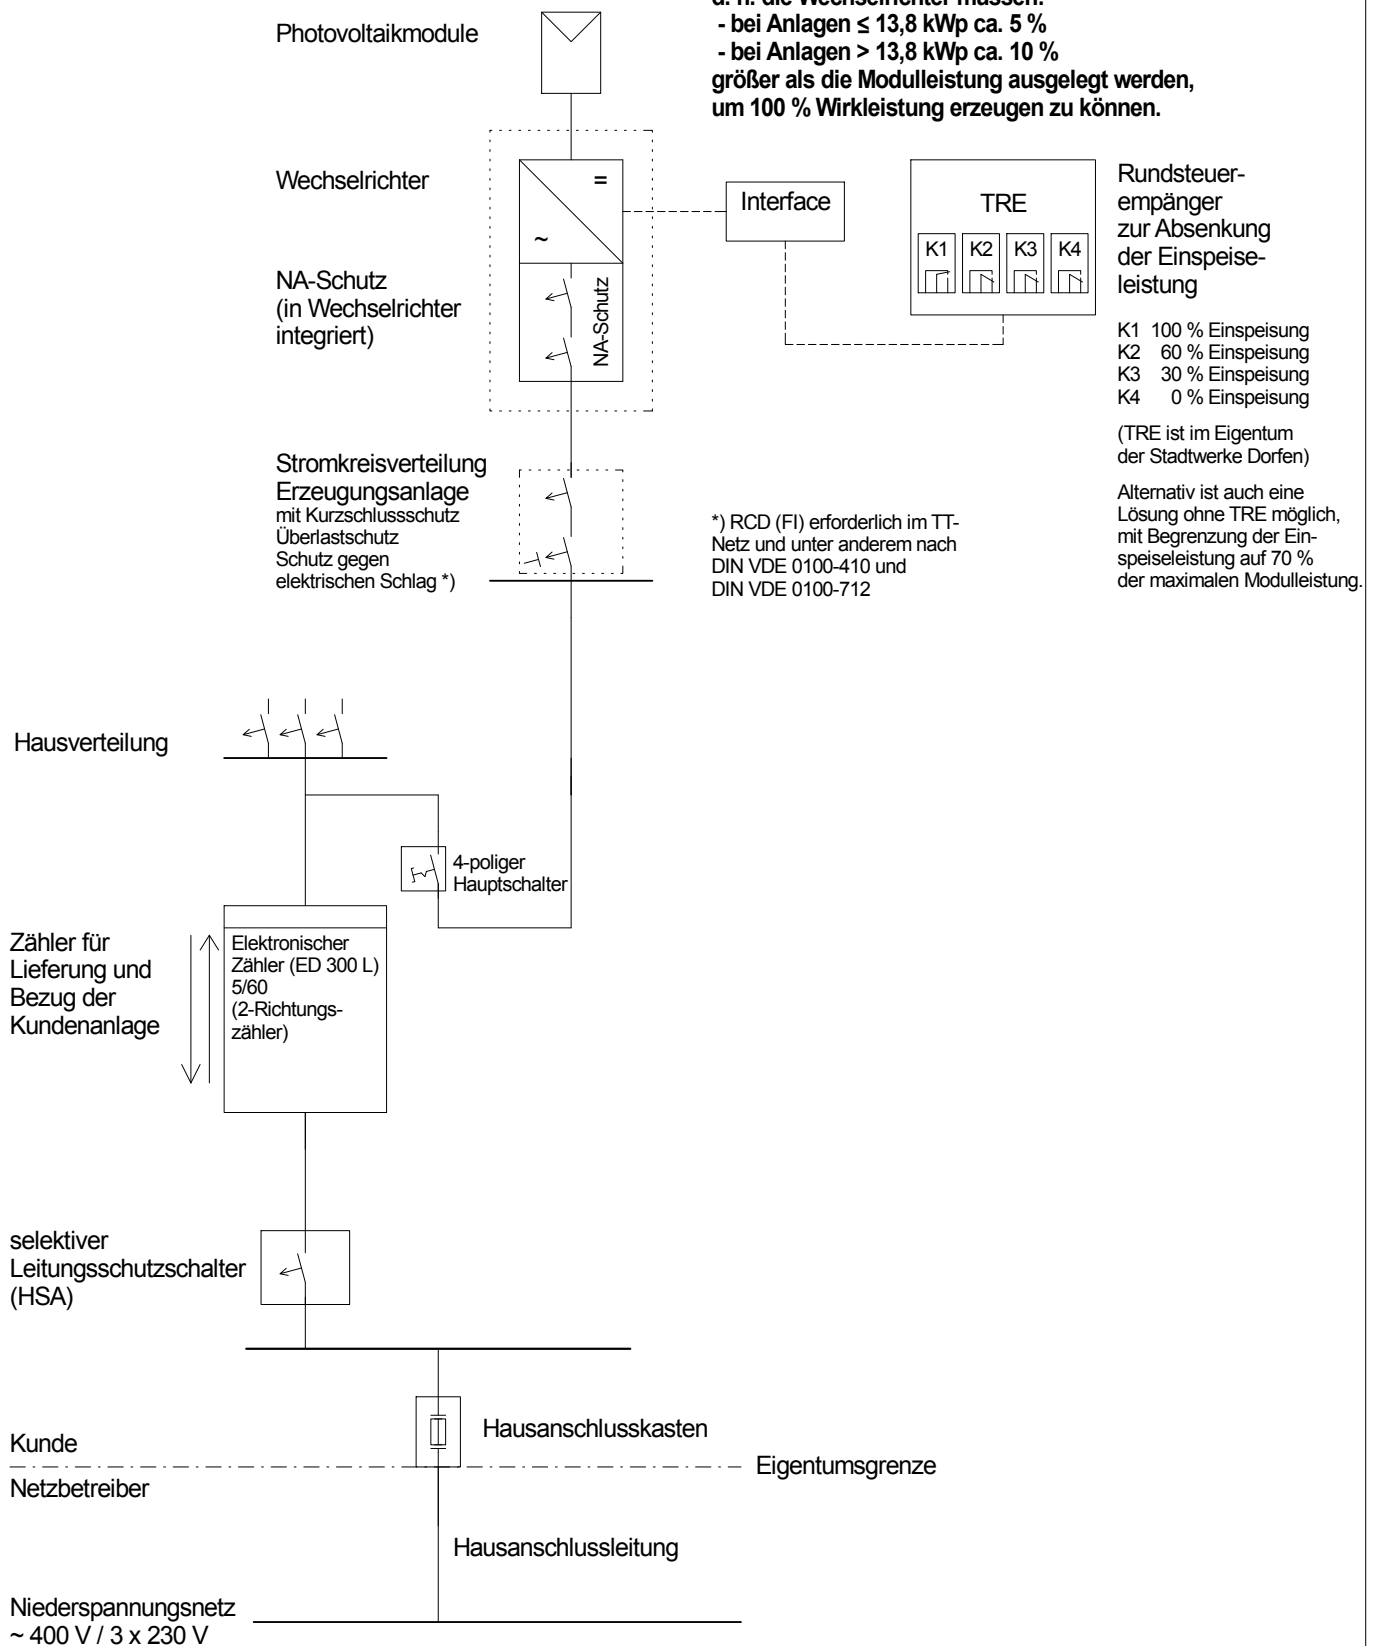 d. h. die Wechselrichter müssen:
- bei Anlagen ≤ 13,8 kWp ca. 5 %
- bei Anlagen > 13,8 kWp ca. 10 %
größer als die Modulleistung ausgelegt werden,
um 100 % Wirkleistung erzeugen zu können.
Photovoltaikmodule
Wechselrichter
=
~
NA-Schutz
(in Wechselrichter
integriert)
NA-Schutz
Interface
TRE
K1 K2 K3 K4
Rundsteuer-
empänger
zur Absenkung
der Einspeise-
leistung
K1 100 % Einspeisung
K2 60 % Einspeisung
K3 30 % Einspeisung
K4 0 % Einspeisung
(TRE ist im Eigentum
der Stadtwerke Dorfen)
Alternativ ist auch eine
Lösung ohne TRE möglich,
mit Begrenzung der Ein-
speiseleistung auf 70 %
der maximalen Modulleistung.
Stromkreisverteilung
Erzeugungsanlage
mit Kurzschlussschutz
Überlastschutz
Schutz gegen
elektrischen Schlag *)
*) RCD (FI) erforderlich im TT-
Netz und unter anderem nach
DIN VDE 0100-410 und
DIN VDE 0100-712
Hausverteilung
4-poliger
Hauptschalter
Zähler für
Lieferung und
Bezug der
Kundenanlage
Elektronischer
Zähler (ED 300 L)
5/60
(2-Richtungs-
zähler)
selektiver
Leitungsschutzschalter
(HSA)
Hausanschlusskasten
Kunde
Eigentumsgrenze
Netzbetreiber
Hausanschlussleitung
Niederspannungsnetz
~ 400 V / 3 x 230 V